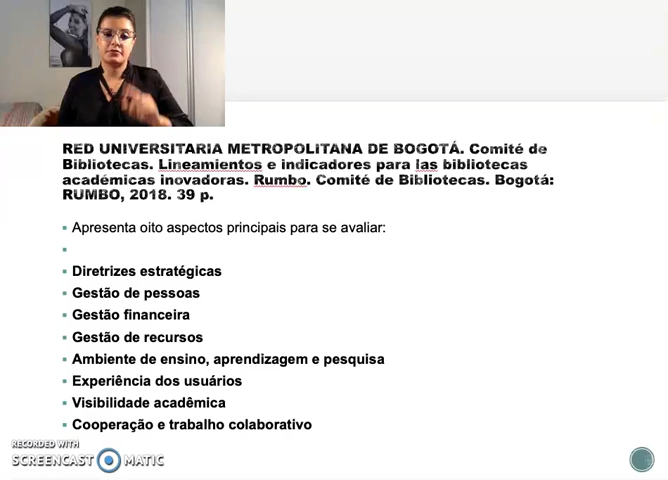 RED UNIVERSITARIA METROPOLITANA DE BOGOTÁ. Comité de
Bibliotecas. Lineamientos e indicadores para las bibliotecas
académicas inovadoras. Rumbo. Comité de Bibliotecas. Bogotá:
RUMBO, 2018. 39 p.
Apresenta oito aspectos principais para se avaliar:
Diretrizes estratégicas
Gestão de pessoas
Gestão financeira
Gestão de recursos
Ambiente de ensino, aprendizagem e pesquisa
Experiência dos usuários
Visibilidade acadêmica
Cooperação e trabalho colaborativo
RECORDED WITH
SCREENCAST MATIC